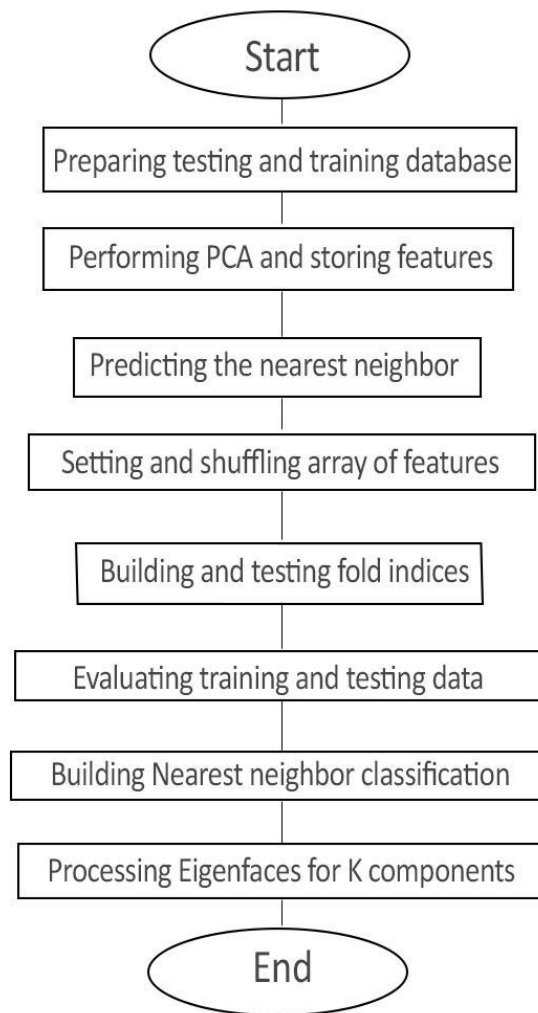 Start
Preparing testing and training database
Performing PCA and storing features
Predicting the nearest neighbor
Setting and shuffling array of features
Building and testing fold indices
Evaluating training and testing data
Building Nearest neighbor classification
Processing Eigenfaces for K components
End